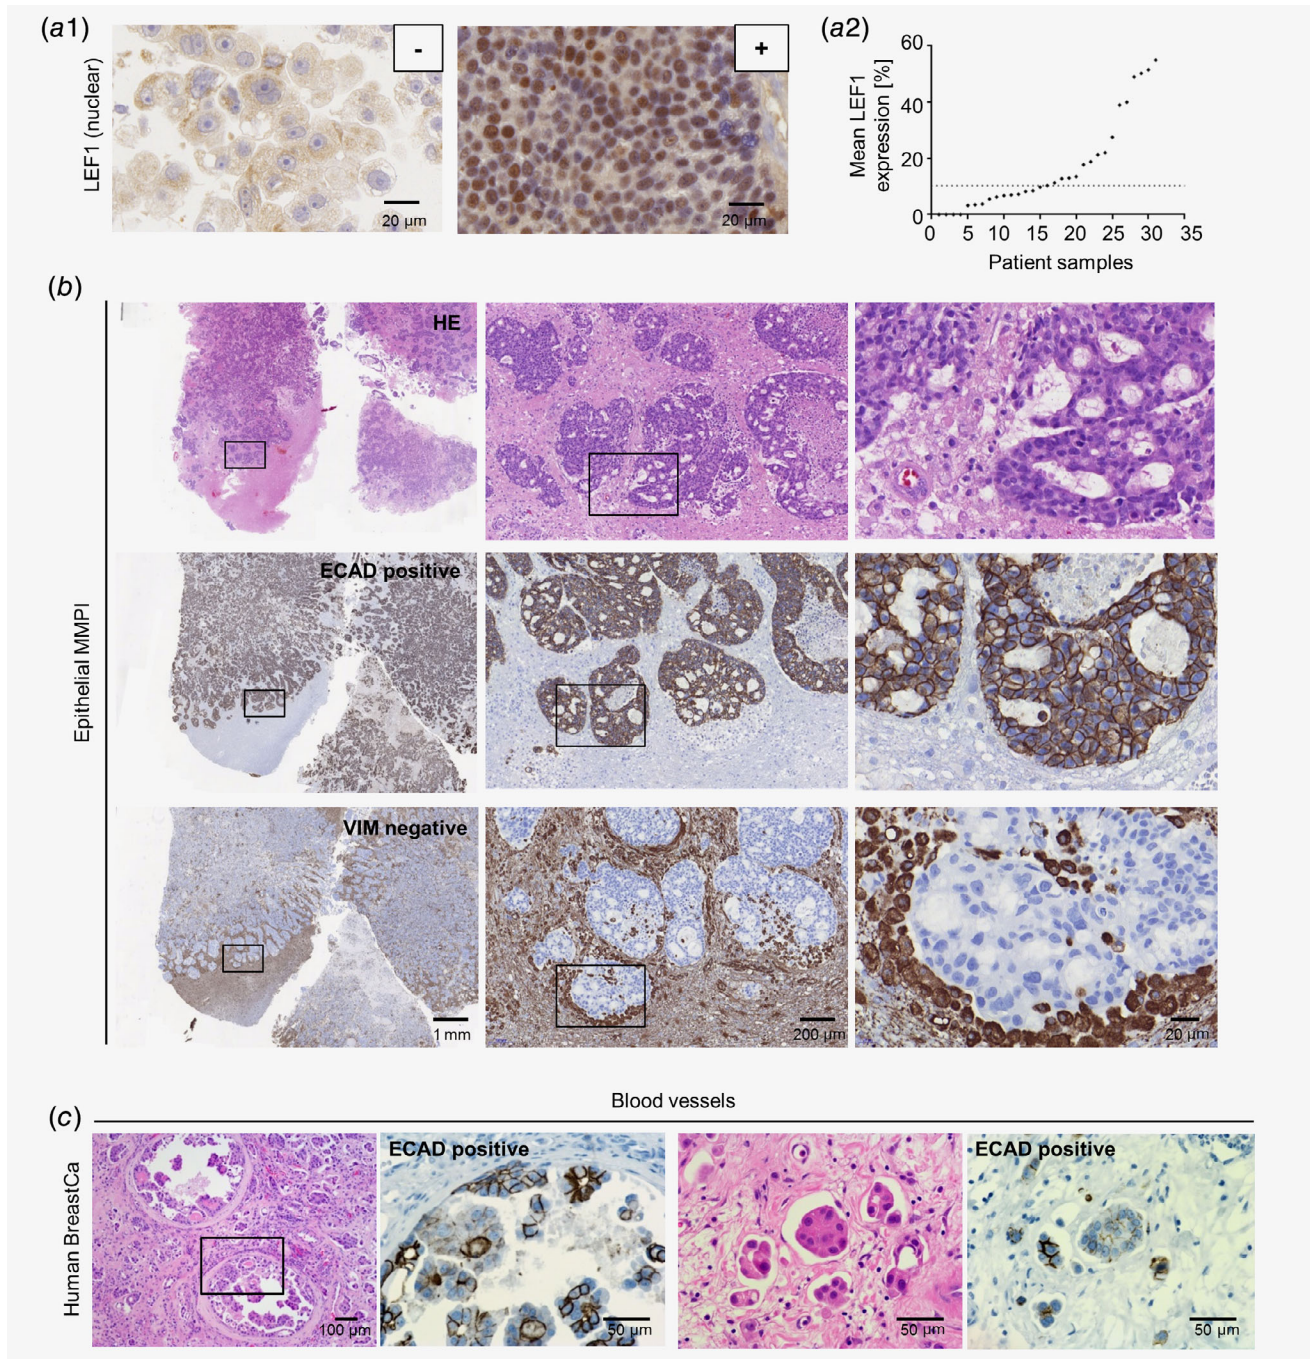 (a1)
LEF1 (nuclear)
-
20 µm
+
20 µm
(a2)
Mean LEF1
expression [%]
60
40
20
0
0 5 10 15 20 25 30 35
Patient samples
(b)
Epithelial MMPI
HE
ECAD positive
VIM negative
1 mm
200 µm
20 µm
(c)
Blood vessels
Human BreastCa
100 µm
ECAD positive
50 µm
50 µm
ECAD positive
50 µm